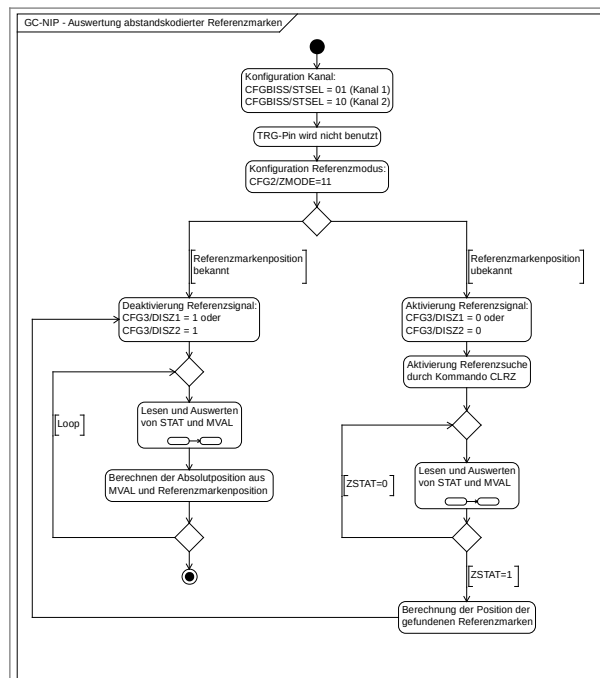 GC-NIP - Auswertung abstandskodierter Referenzmarken
Konfiguration Kanal:
CFGBISS/STSEL = 01 (Kanal 1)
CFGBISS/STSEL = 10 (Kanal 2)
TRG-Pin wird nicht benutzt
Konfiguration Referenzmodus:
CFG2/ZMODE=11
Referenzmarkenposition
bekannt
Referenzmarkenposition
ubekannt
Deaktivierung Referenzsignal:
CFG3/DISZ1 = 1 oder
CFG3/DISZ2 = 1
Aktivierung Referenzsignal:
CFG3/DISZ1 = 0 oder
CFG3/DISZ2 = 0
Aktivierung Referenzsuche
durch Kommando CLRZ
Loop
Lesen und Auswerten
von STAT und MVAL
Berechnen der Absolutposition aus
MVAL und Referenzmarkenposition
ZSTAT=0
Lesen und Auswerten
von STAT und MVAL
ZSTAT=1
Berechnung der Position der
gefundenen Referenzmarken